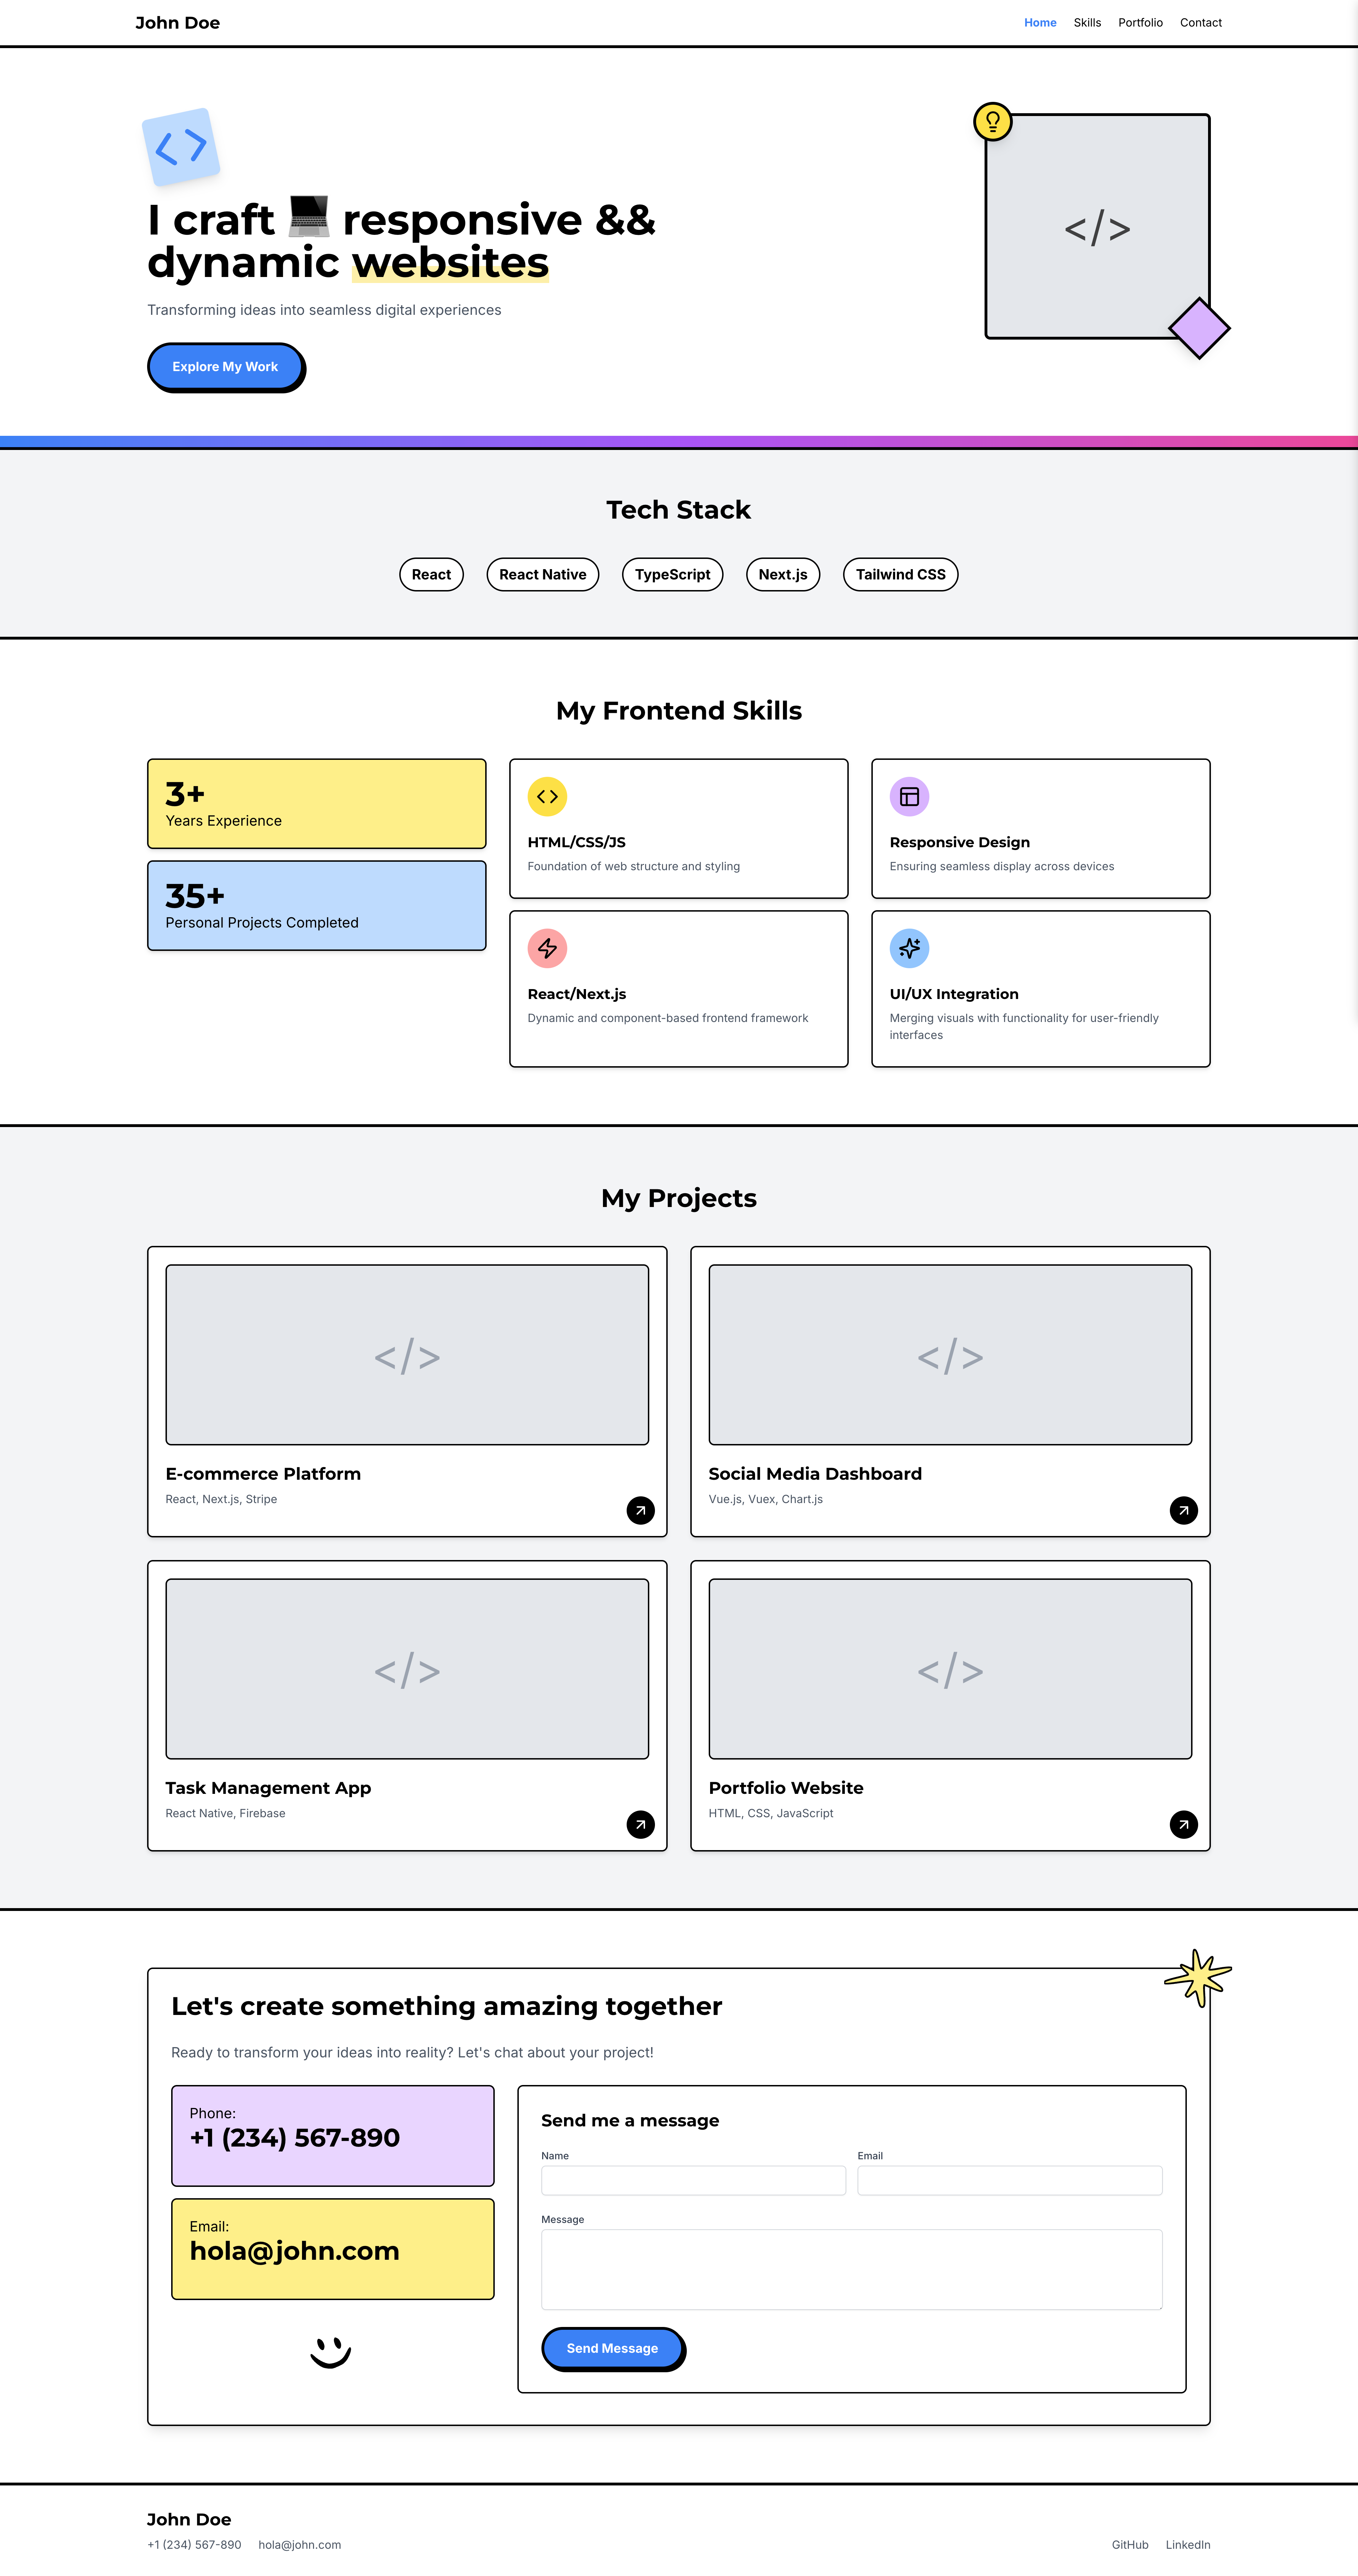 John Doe
Home Skills Portfolio Contact
I craft 💻 responsive &&
dynamic websites
Transforming ideas into seamless digital experiences
Explore My Work
</>
Tech Stack
React React Native TypeScript Next.js Tailwind CSS
My Frontend Skills
3+
Years Experience
35+
Personal Projects Completed
HTML/CSS/JS
Foundation of web structure and styling
Responsive Design
Ensuring seamless display across devices
React/Next.js
Dynamic and component-based frontend framework
UI/UX Integration
Merging visuals with functionality for user-friendly
interfaces
My Projects
</>
E-commerce Platform
React, Next.js, Stripe
</>
Social Media Dashboard
Vue.js, Vuex, Chart.js
</>
Task Management App
React Native, Firebase
</>
Portfolio Website
HTML, CSS, JavaScript
Let's create something amazing together
Ready to transform your ideas into reality? Let's chat about your project!
Phone:
+1 (234) 567-890
Email:
hola@john.com
Send me a message
Name
Email
Message
Send Message
John Doe
+1 (234) 567-890 hola@john.com
GitHub LinkedIn